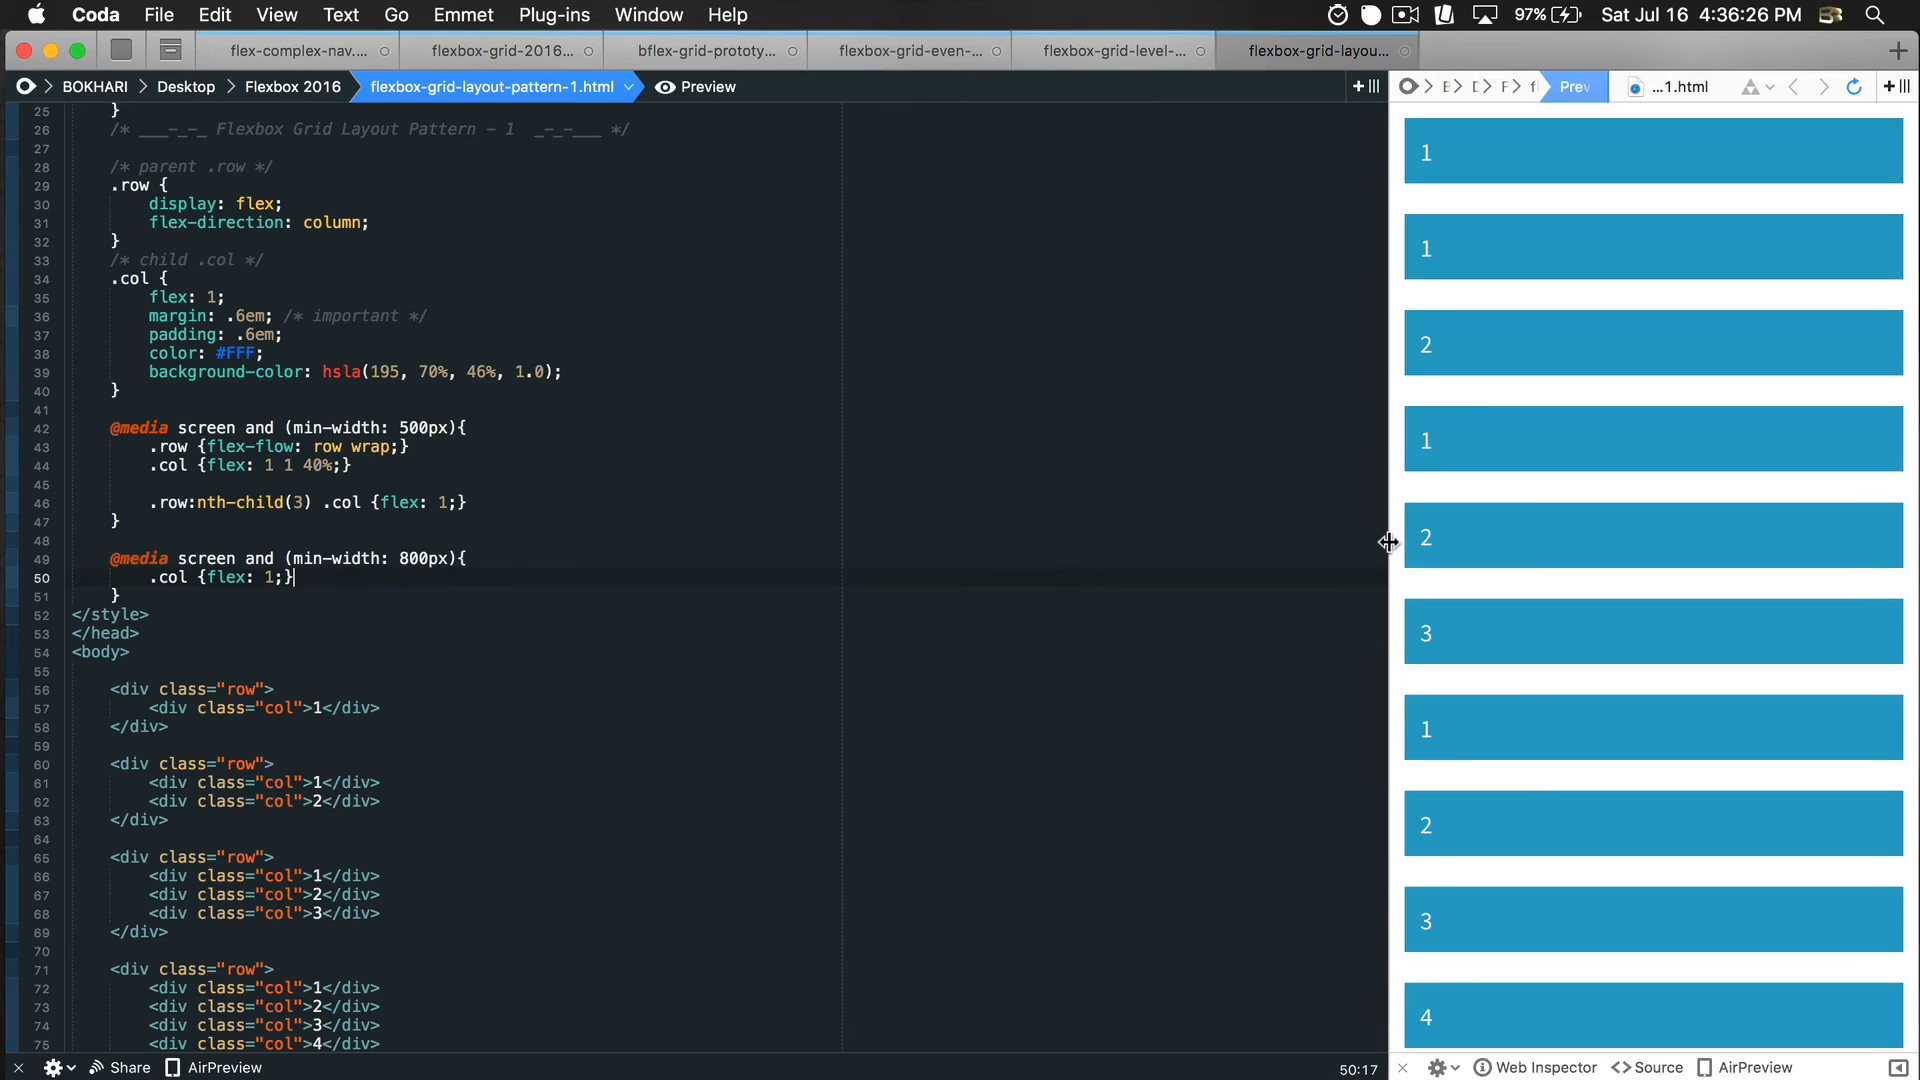 Coda File Edit View Text Go Emmet Plug-ins Window Help 97% Sat Jul 16 4:36:26 PM
flex-complex-nav.... flexbox-grid-2016... bflex-grid-prototy... flexbox-grid-even-... flexbox-grid-level-... flexbox-grid-layou...
BOKHARI Desktop Flexbox 2016 flexbox-grid-layout-pattern-1.html Preview Prev ...1.html
25 }
26 /* ___-_-_ Flexbox Grid Layout Pattern - 1 _-_-___ */
27
28 /* parent .row */
29 .row {
30 display: flex;
31 flex-direction: column;
32 }
33 /* child .col */
34 .col {
35 flex: 1;
36 margin: .6em; /* important */
37 padding: .6em;
38 color: #FFF;
39 background-color: hsla(195, 70%, 46%, 1.0);
40 }
41
42 @media screen and (min-width: 500px){
43 .row {flex-flow: row wrap;}
44 .col {flex: 1 1 40%;}
45
46 .row:nth-child(3) .col {flex: 1;}
47 }
48
49 @media screen and (min-width: 800px){
50 .col {flex: 1;}
51 }
52 </style>
53 </head>
54 <body>
55
56 <div class="row">
57 <div class="col">1</div>
58 </div>
59
60 <div class="row">
61 <div class="col">1</div>
62 <div class="col">2</div>
63 </div>
64
65 <div class="row">
66 <div class="col">1</div>
67 <div class="col">2</div>
68 <div class="col">3</div>
69 </div>
70
71 <div class="row">
72 <div class="col">1</div>
73 <div class="col">2</div>
74 <div class="col">3</div>
75 <div class="col">4</div>
1
1
2
1
2
3
1
2
3
4
Share AirPreview 50:17 Web Inspector Source AirPreview